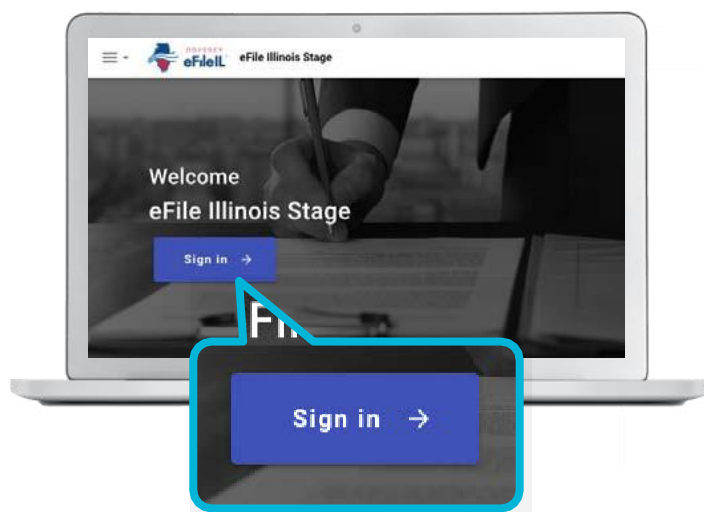 ODYSSEY
eFileIL eFile Illinois Stage
Welcome
eFile Illinois Stage
Sign in →
Sign in →